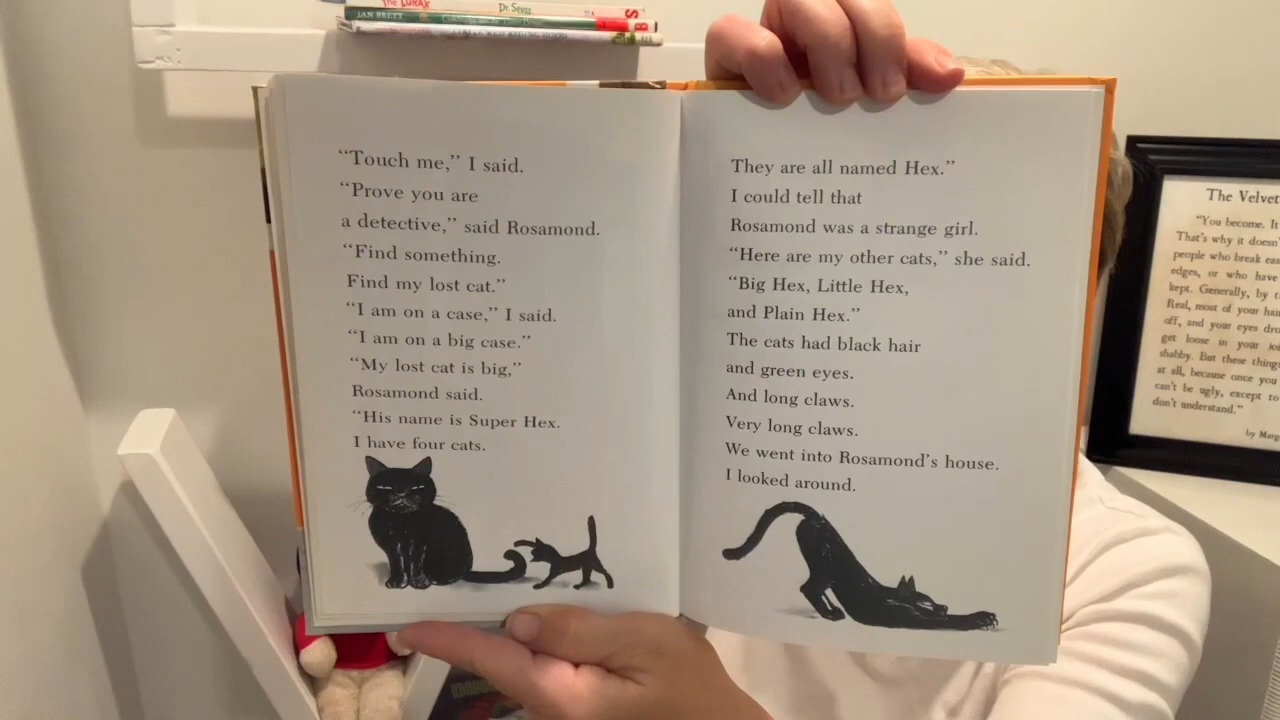 The LORAX Dr. Seuss
JAN BRETT
“Touch me,” I said.
“Prove you are
a detective,” said Rosamond.
“Find something.
Find my lost cat.”
“I am on a case,” I said.
“I am on a big case.”
“My lost cat is big,”
Rosamond said.
“His name is Super Hex.
I have four cats.
They are all named Hex.”
I could tell that
Rosamond was a strange girl.
“Here are my other cats,” she said.
“Big Hex, Little Hex,
and Plain Hex.”
The cats had black hair
and green eyes.
And long claws.
Very long claws.
We went into Rosamond’s house.
I looked around.
The Velvet
“You become. It
That’s why it doesn’
people who break eas
edges, or who have
kept. Generally, by t
Real, most of your hai
off, and your eyes dro
get loose in your joi
shabby. But these thing
at all, because once you
can’t be ugly, except to
don’t understand.”
by Marg